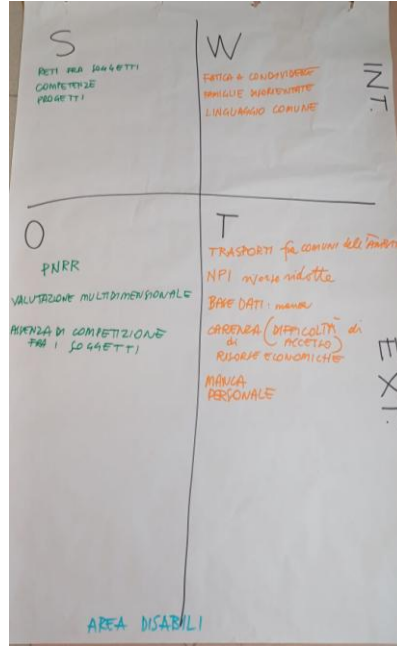 S
RETI FRA SOGGETTI
COMPETENZE
PROGETTI
W
FATICA A CONDIVIDERE
FAMIGLIE DISORIENTATE
LINGUAGGIO COMUNE
INT.
O
PNRR
VALUTAZIONE MULTIDIMENSIONALE
ASSENZA DI COMPETIZIONE
FRA I SOGGETTI
T
TRASPORTI fra comuni dell'Ambito
NPI risorse ridotte
BASE DATI: manca
CARENZA (DIFFICOLTÀ di
di ACCESSO)
RISORSE ECONOMICHE
MANCA
PERSONALE
EXT.
AREA DISABILI